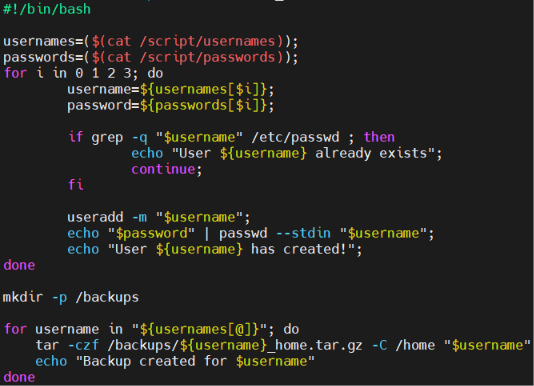 #!/bin/bash
usernames=($(cat /script/usernames));
passwords=($(cat /script/passwords));
for i in 0 1 2 3; do
        username=${usernames[$i]};
        password=${passwords[$i]};
        if grep -q "$username" /etc/passwd ; then
                echo "User ${username} already exists";
                continue;
        fi
        useradd -m "$username";
        echo "$password" | passwd --stdin "$username";
        echo "User ${username} has created!";
done
mkdir -p /backups
for username in "${usernames[@]}"; do
    tar -czf /backups/${username}_home.tar.gz -C /home "$username"
    echo "Backup created for $username"
done